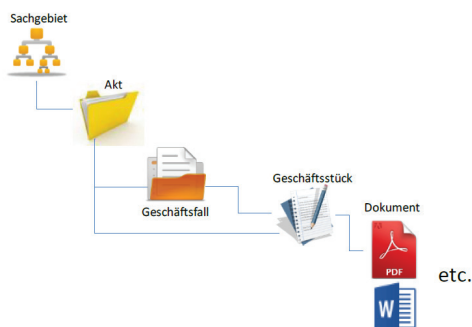 Sachgebiet
Akt
Geschäftsfall
Geschäftsstück
Dokument
PDF
etc.
W